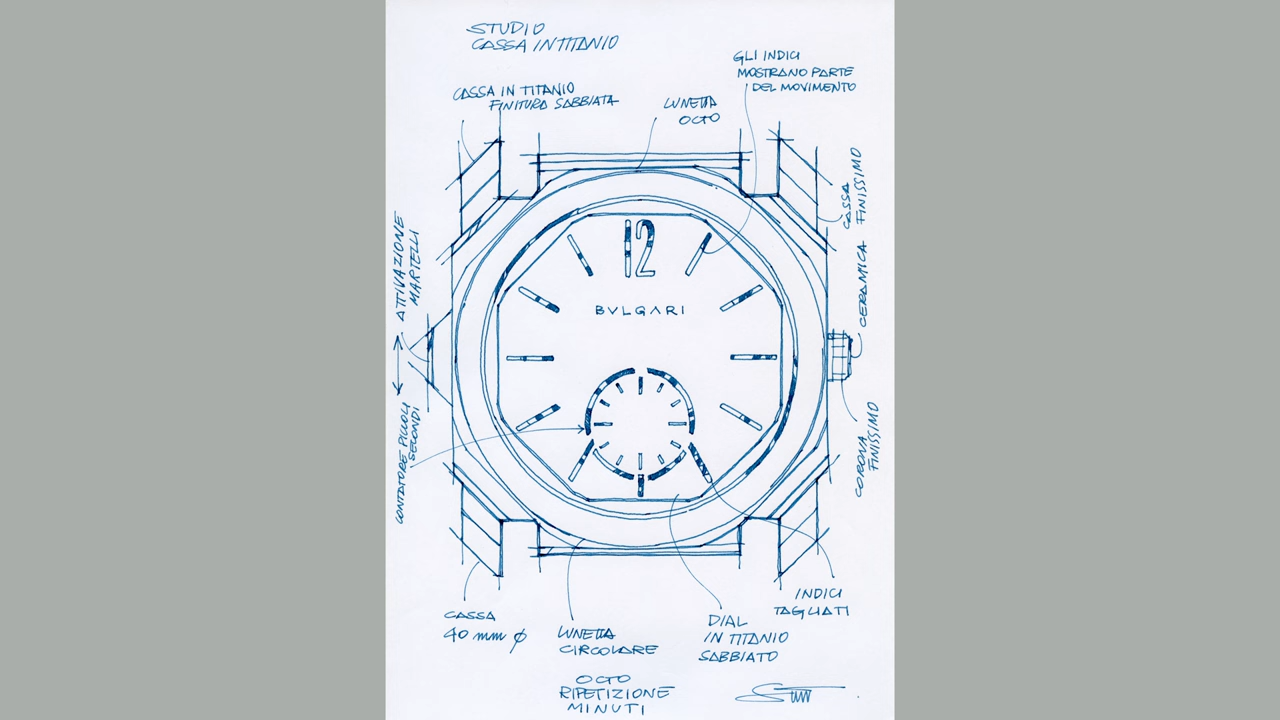 STUDIO
CASSA IN TITANIO
GLI INDICI
MOSTRANO PARTE
DEL MOVIMENTO
CASSA IN TITANIO
FINITURA SABBIATA
LUNETTA
OCTO
CASSA
FINISSIMO
ATTIVAZIONE
MARTELLI
CERAMICA
12
BVLGARI
CONTATORE PICCOLI
SECONDI
CORONA
FINISSIMO
INDICI
TAGLIATI
CASSA
40 mm φ
LUNETTA
CIRCOLARE
DIAL
IN TITANIO
SABBIATO
OCTO
RIPETIZIONE
MINUTI